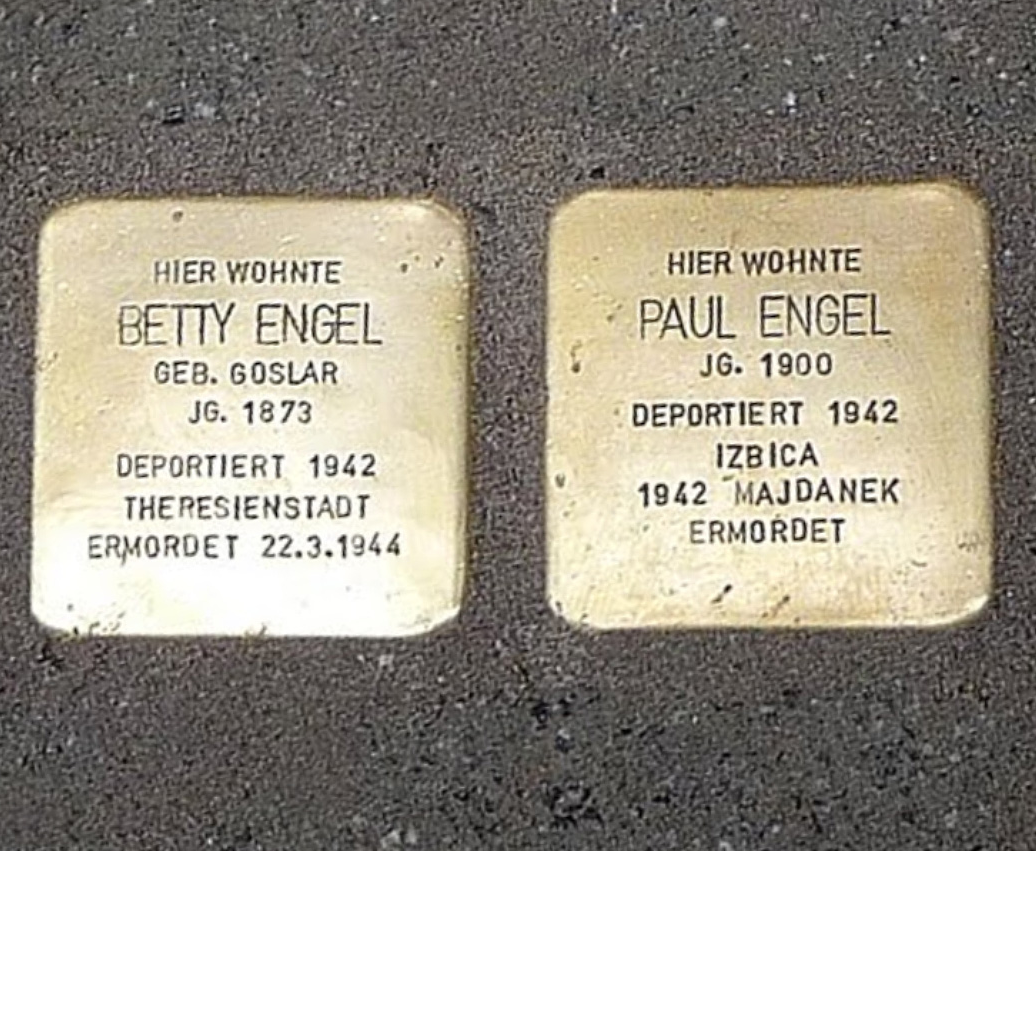 HIER WOHNTE
BETTY ENGEL
GEB. GOSLAR
JG. 1873
DEPORTIERT 1942
THERESIENSTADT
ERMORDET 22.3.1944
HIER WOHNTE
PAUL ENGEL
JG. 1900
DEPORTIERT 1942
IZBICA
1942 MAJDANEK
ERMORDET